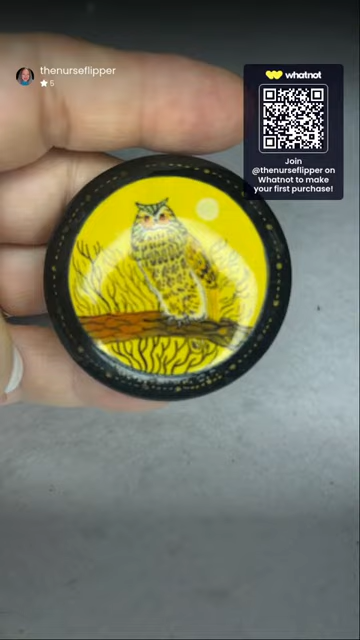 thenurseflipper
5
whatnot
Join
@thenurseflipper on
Whatnot to make
your first purchase!